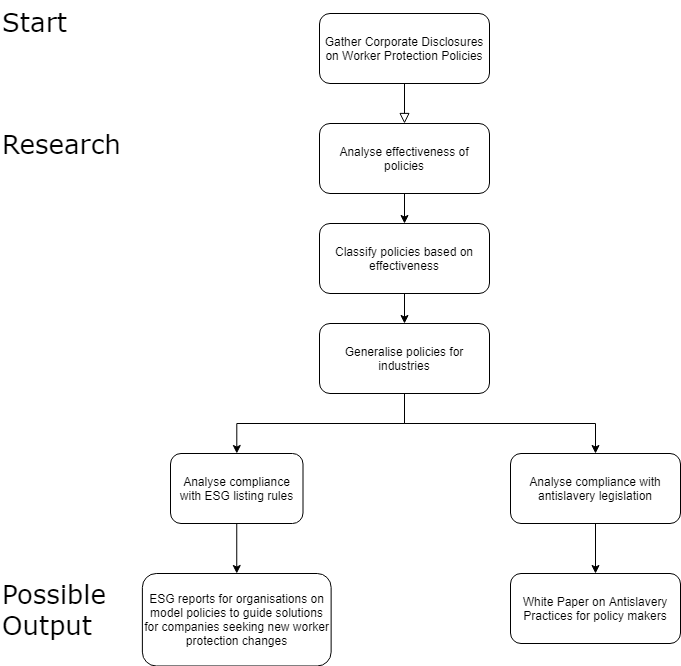 Start
Gather Corporate Disclosures
on Worker Protection Policies
Research
Analyse effectiveness of
policies
Classify policies based on
effectiveness
Generalise policies for
industries
Analyse compliance
with ESG listing rules
Analyse compliance with
antislavery legislation
Possible
Output
ESG reports for organisations on
model policies to guide solutions
for companies seeking new worker
protection changes
White Paper on Antislavery
Practices for policy makers